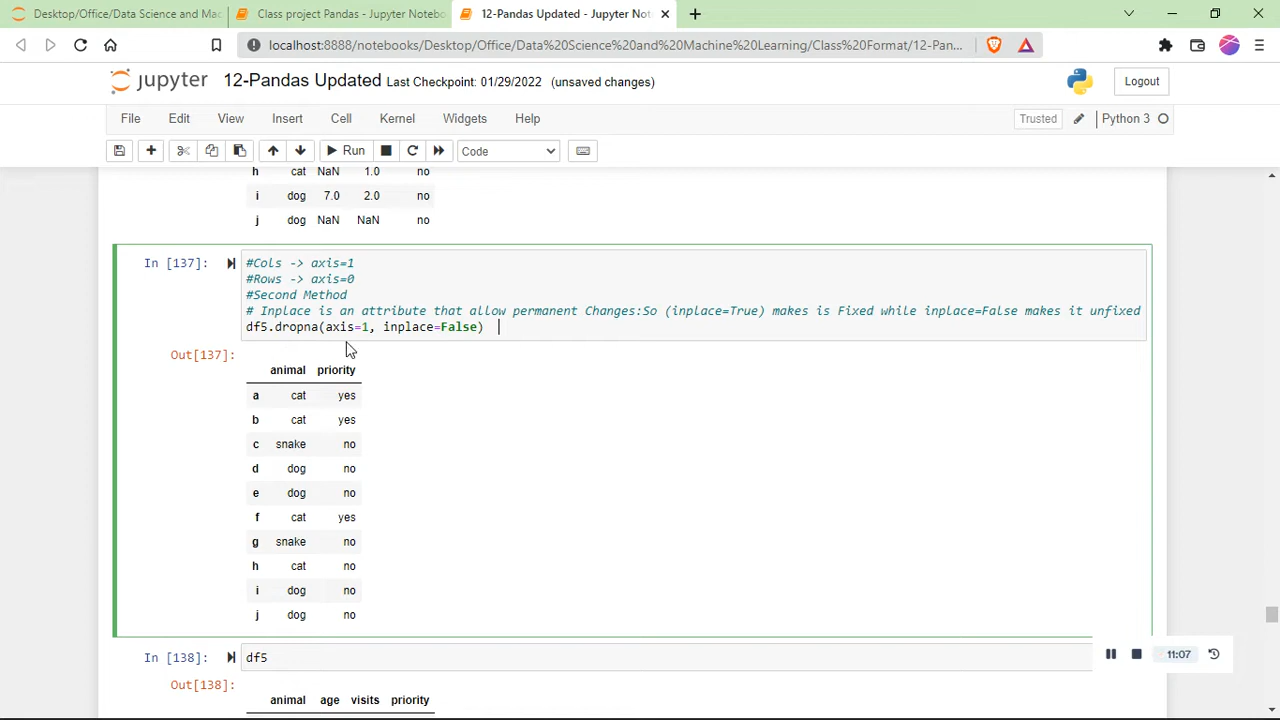 Desktop/Office/Data Science and Mac
Class project Pandas - Jupyter Notebo
12-Pandas Updated - Jupyter Not
localhost:8888/notebooks/Desktop/Office/Data%20Science%20and%20Machine%20Learning/Class%20Format/12-Pan...
jupyter 12-Pandas Updated Last Checkpoint: 01/29/2022 (unsaved changes) Logout
File Edit View Insert Cell Kernel Widgets Help Trusted Python 3
Run Code
h cat NaN 1.0 no
i dog 7.0 2.0 no
j dog NaN NaN no
In [137]: #Cols -> axis=1
#Rows -> axis=0
#Second Method
# Inplace is an attribute that allow permanent Changes:So (inplace=True) makes is Fixed while inplace=False makes it unfixed
df5.dropna(axis=1, inplace=False)
Out[137]:
animal priority
a cat yes
b cat yes
c snake no
d dog no
e dog no
f cat yes
g snake no
h cat no
i dog no
j dog no
In [138]: df5
11:07
Out[138]:
animal age visits priority